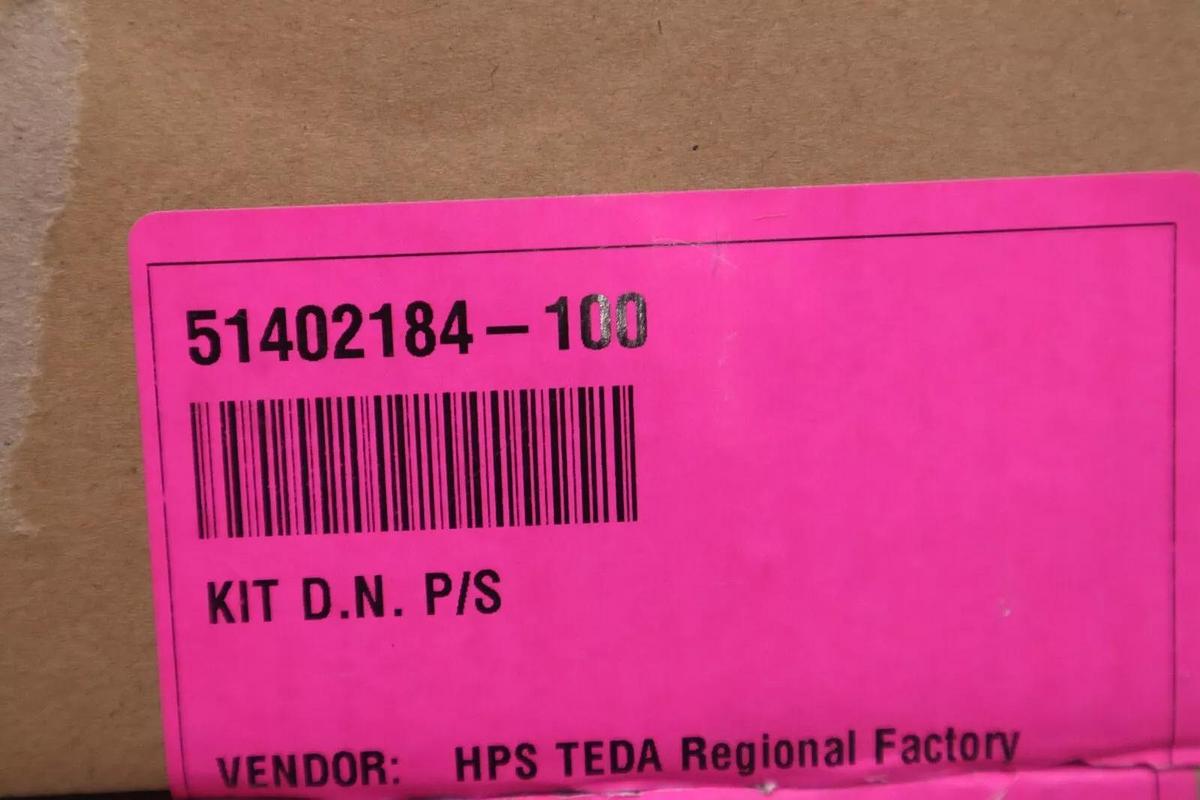 51402184-100
KIT D.N. P/S
VENDOR: HPS TEDA Regional Factory